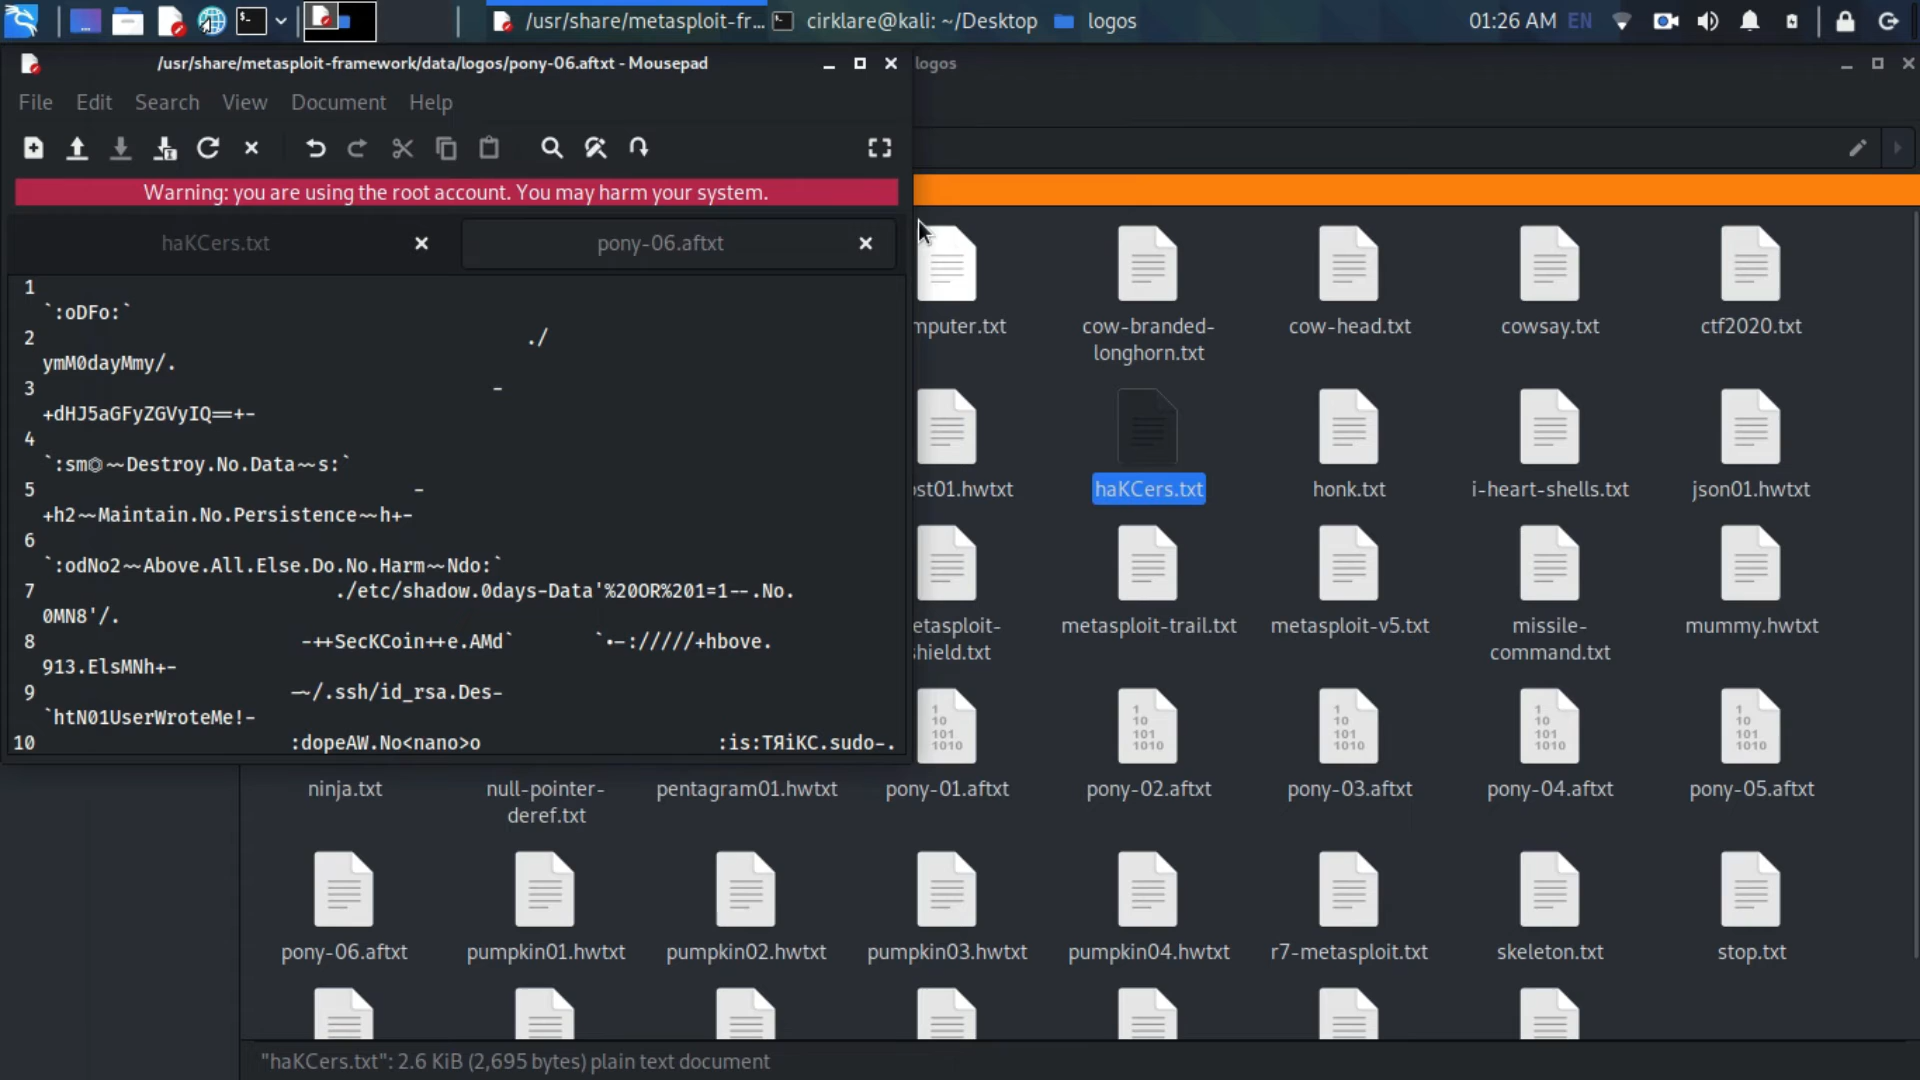 /usr/share/metasploit-fr...
cirklare@kali: ~/Desktop
logos
01:26 AM
EN
/usr/share/metasploit-framework/data/logos/pony-06.aftxt - Mousepad
logos
File Edit Search View Document Help
Warning: you are using the root account. You may harm your system.
haKCers.txt
pony-06.aftxt
1
`:oDFo:`
2 ./
ymM0dayMmy/.
3 -
+dHJ5aGFyZGVyIQ==+-
4
`:sm⏣~~Destroy.No.Data~~s:`
5 -
+h2~~Maintain.No.Persistence~~h+-
6
`:odNo2~~Above.All.Else.Do.No.Harm~~Ndo:`
7 ./etc/shadow.0days-Data'%20OR%201=1--.No.
0MN8'/.
8 -++SecKCoin++e.AMd` `.-://///+hbove.
913.ElsMNh+-
9 -~/.ssh/id_rsa.Des-
`htN01UserWroteMe!-
10 :dopeAW.No<nano>o :is:TЯiKC.sudo-.
mputer.txt
cow-branded-
longhorn.txt
cow-head.txt
cowsay.txt
ctf2020.txt
ost01.hwtxt
haKCers.txt
honk.txt
i-heart-shells.txt
json01.hwtxt
etasploit-
shield.txt
metasploit-trail.txt
metasploit-v5.txt
missile-
command.txt
mummy.hwtxt
ninja.txt
null-pointer-
deref.txt
pentagram01.hwtxt
pony-01.aftxt
pony-02.aftxt
pony-03.aftxt
pony-04.aftxt
pony-05.aftxt
pony-06.aftxt
pumpkin01.hwtxt
pumpkin02.hwtxt
pumpkin03.hwtxt
pumpkin04.hwtxt
r7-metasploit.txt
skeleton.txt
stop.txt
"haKCers.txt": 2.6 KiB (2,695 bytes) plain text document